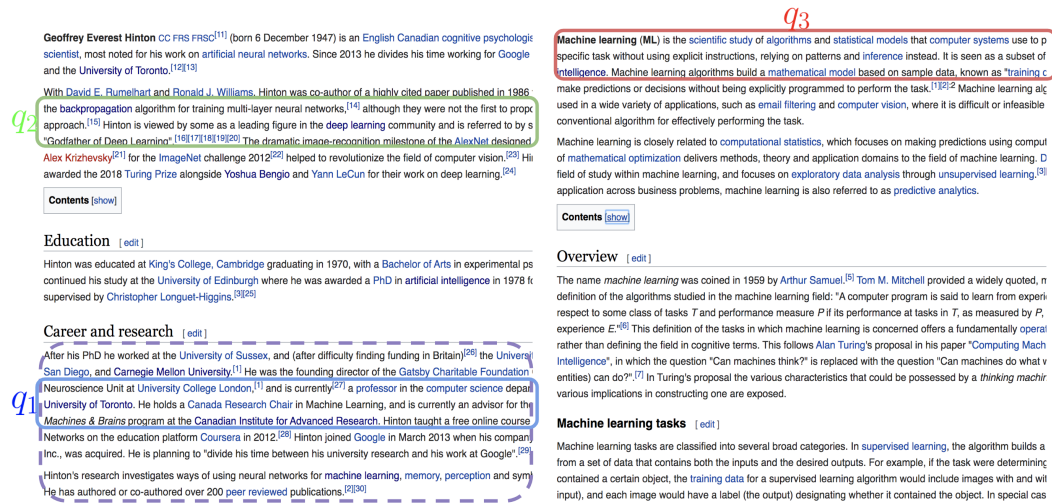 q3
Geoffrey Everest Hinton CC FRS FRSC[11] (born 6 December 1947) is an English Canadian cognitive
scientist, most noted for his work on artificial neural networks. Since 2013 he divides his time working for Google
and the University of Toronto.[12][13]
With David E. Rumelhart and Ronald J. Williams, Hinton was co-author of a highly cited paper published in 1986
q2
the backpropagation algorithm for training multi-layer neural networks,[14] although they were not the first to
approach.[15] Hinton is viewed by some as a leading figure in the deep learning community and is referred to by
"Godfather of Deep Learning".[16][17][18][19][20] The dramatic image-recognition milestone of the AlexNet designed
Alex Krizhevsky[21] for the ImageNet challenge 2012[22] helped to revolutionize the field of computer vision.[23]
awarded the 2018 Turing Prize alongside Yoshua Bengio and Yann LeCun for their work on deep learning.[24]
Contents [show]
Education [ edit ]
Hinton was educated at King's College, Cambridge graduating in 1970, with a Bachelor of Arts in experimental
continued his study at the University of Edinburgh where he was awarded a PhD in artificial intelligence in 1978
supervised by Christopher Longuet-Higgins.[3][25]
Career and research [ edit ]
After his PhD he worked at the University of Sussex, and (after difficulty finding funding in Britain)[26] the
San Diego, and Carnegie Mellon University.[1] He was the founding director of the Gatsby Charitable Foundation
q1
Neuroscience Unit at University College London,[1] and is currently[27] a professor in the computer science
University of Toronto. He holds a Canada Research Chair in Machine Learning, and is currently an advisor for the
Machines & Brains program at the Canadian Institute for Advanced Research. Hinton taught a free online course
Networks on the education platform Coursera in 2012.[28] Hinton joined Google in March 2013 when his
Inc., was acquired. He is planning to "divide his time between his university research and his work at Google".[29]
Hinton's research investigates ways of using neural networks for machine learning, memory, perception and
He has authored or co-authored over 200 peer reviewed publications.[2][30]
Machine learning (ML) is the scientific study of algorithms and statistical models that computer systems use to
specific task without using explicit instructions, relying on patterns and inference instead. It is seen as a subset of
intelligence. Machine learning algorithms build a mathematical model based on sample data, known as "training
make predictions or decisions without being explicitly programmed to perform the task.[1][2]:2 Machine learning
used in a wide variety of applications, such as email filtering and computer vision, where it is difficult or infeasible
conventional algorithm for effectively performing the task.
Machine learning is closely related to computational statistics, which focuses on making predictions using
of mathematical optimization delivers methods, theory and application domains to the field of machine learning.
field of study within machine learning, and focuses on exploratory data analysis through unsupervised learning.[3]
application across business problems, machine learning is also referred to as predictive analytics.
Contents [show]
Overview [ edit ]
The name machine learning was coined in 1959 by Arthur Samuel.[5] Tom M. Mitchell provided a widely quoted,
definition of the algorithms studied in the machine learning field: "A computer program is said to learn from
respect to some class of tasks T and performance measure P if its performance at tasks in T, as measured by P,
experience E."[6] This definition of the tasks in which machine learning is concerned offers a fundamentally
rather than defining the field in cognitive terms. This follows Alan Turing's proposal in his paper "Computing
Intelligence", in which the question "Can machines think?" is replaced with the question "Can machines do what
entities) can do?".[7] In Turing's proposal the various characteristics that could be possessed by a thinking
various implications in constructing one are exposed.
Machine learning tasks [ edit ]
Machine learning tasks are classified into several broad categories. In supervised learning, the algorithm builds a
from a set of data that contains both the inputs and the desired outputs. For example, if the task were determining
contained a certain object, the training data for a supervised learning algorithm would include images with and
input), and each image would have a label (the output) designating whether it contained the object. In special